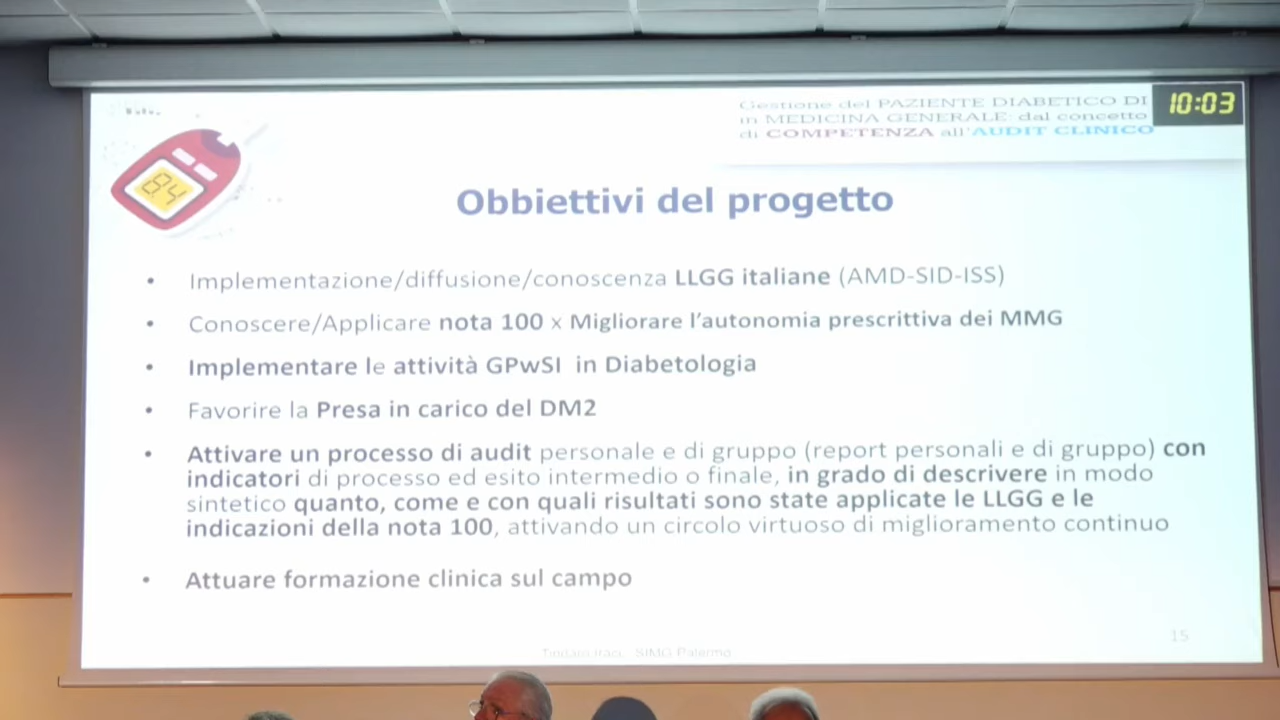 Gestione del PAZIENTE DIABETICO DI
in MEDICINA GENERALE: dal concetto
di COMPETENZA all'AUDIT CLINICO
10:03
8.4
Obbiettivi del progetto
• Implementazione/diffusione/conoscenza LLGG italiane (AMD-SID-ISS)
• Conoscere/Applicare nota 100 x Migliorare l'autonomia prescrittiva dei MMG
• Implementare le attività GPwSI in Diabetologia
• Favorire la Presa in carico del DM2
• Attivare un processo di audit personale e di gruppo (report personali e di gruppo) con
indicatori di processo ed esito intermedio o finale, in grado di descrivere in modo
sintetico quanto, come e con quali risultati sono state applicate le LLGG e le
indicazioni della nota 100, attivando un circolo virtuoso di miglioramento continuo
• Attuare formazione clinica sul campo
15
SIMG Palermo